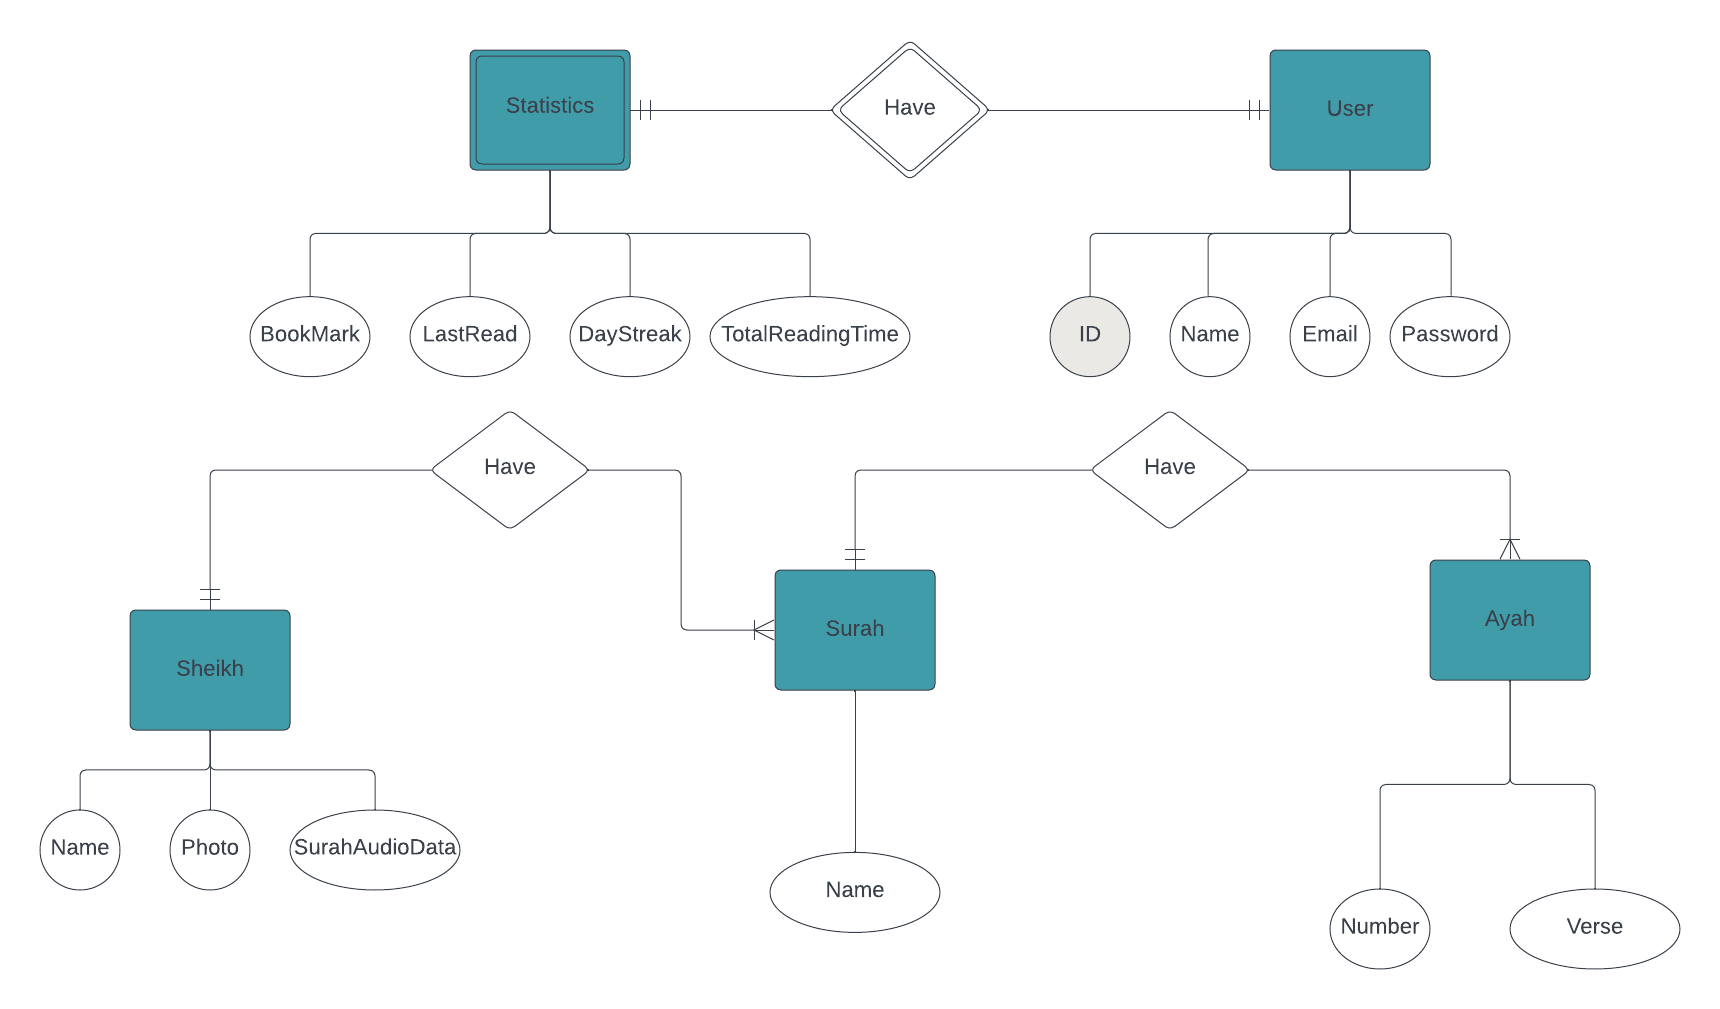 Statistics
Have
User
BookMark
LastRead
DayStreak
TotalReadingTime
ID
Name
Email
Password
Have
Have
Sheikh
Surah
Ayah
Name
Photo
SurahAudioData
Name
Number
Verse